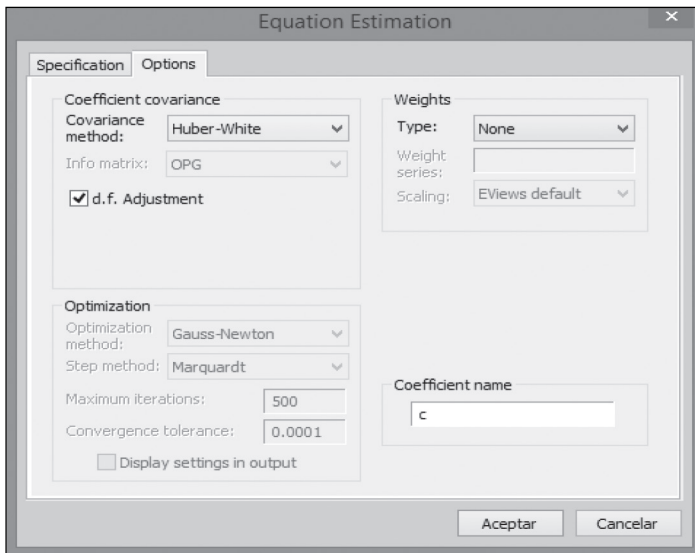 Equation Estimation
Specification
Options
Coefficient covariance
Covariance
method:
Huber-White
Info matrix:
OPG
d.f. Adjustment
Weights
Type:
None
Weight
series:
Scaling:
EViews default
Optimization
Optimization
method:
Gauss-Newton
Step method:
Marquardt
Maximum iterations:
500
Convergence tolerance:
0.0001
Display settings in output
Coefficient name
c
Aceptar
Cancelar